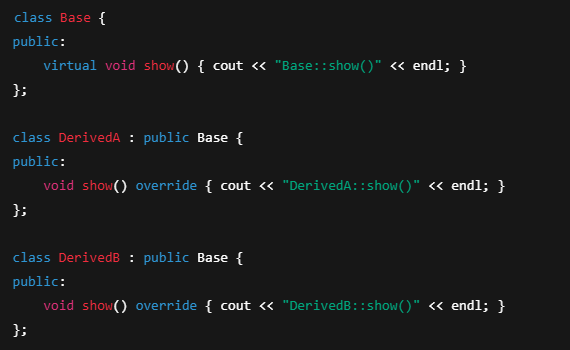 class Base {
public:
    virtual void show() { cout << "Base::show()" << endl; }
};

class DerivedA : public Base {
public:
    void show() override { cout << "DerivedA::show()" << endl; }
};

class DerivedB : public Base {
public:
    void show() override { cout << "DerivedB::show()" << endl; }
};